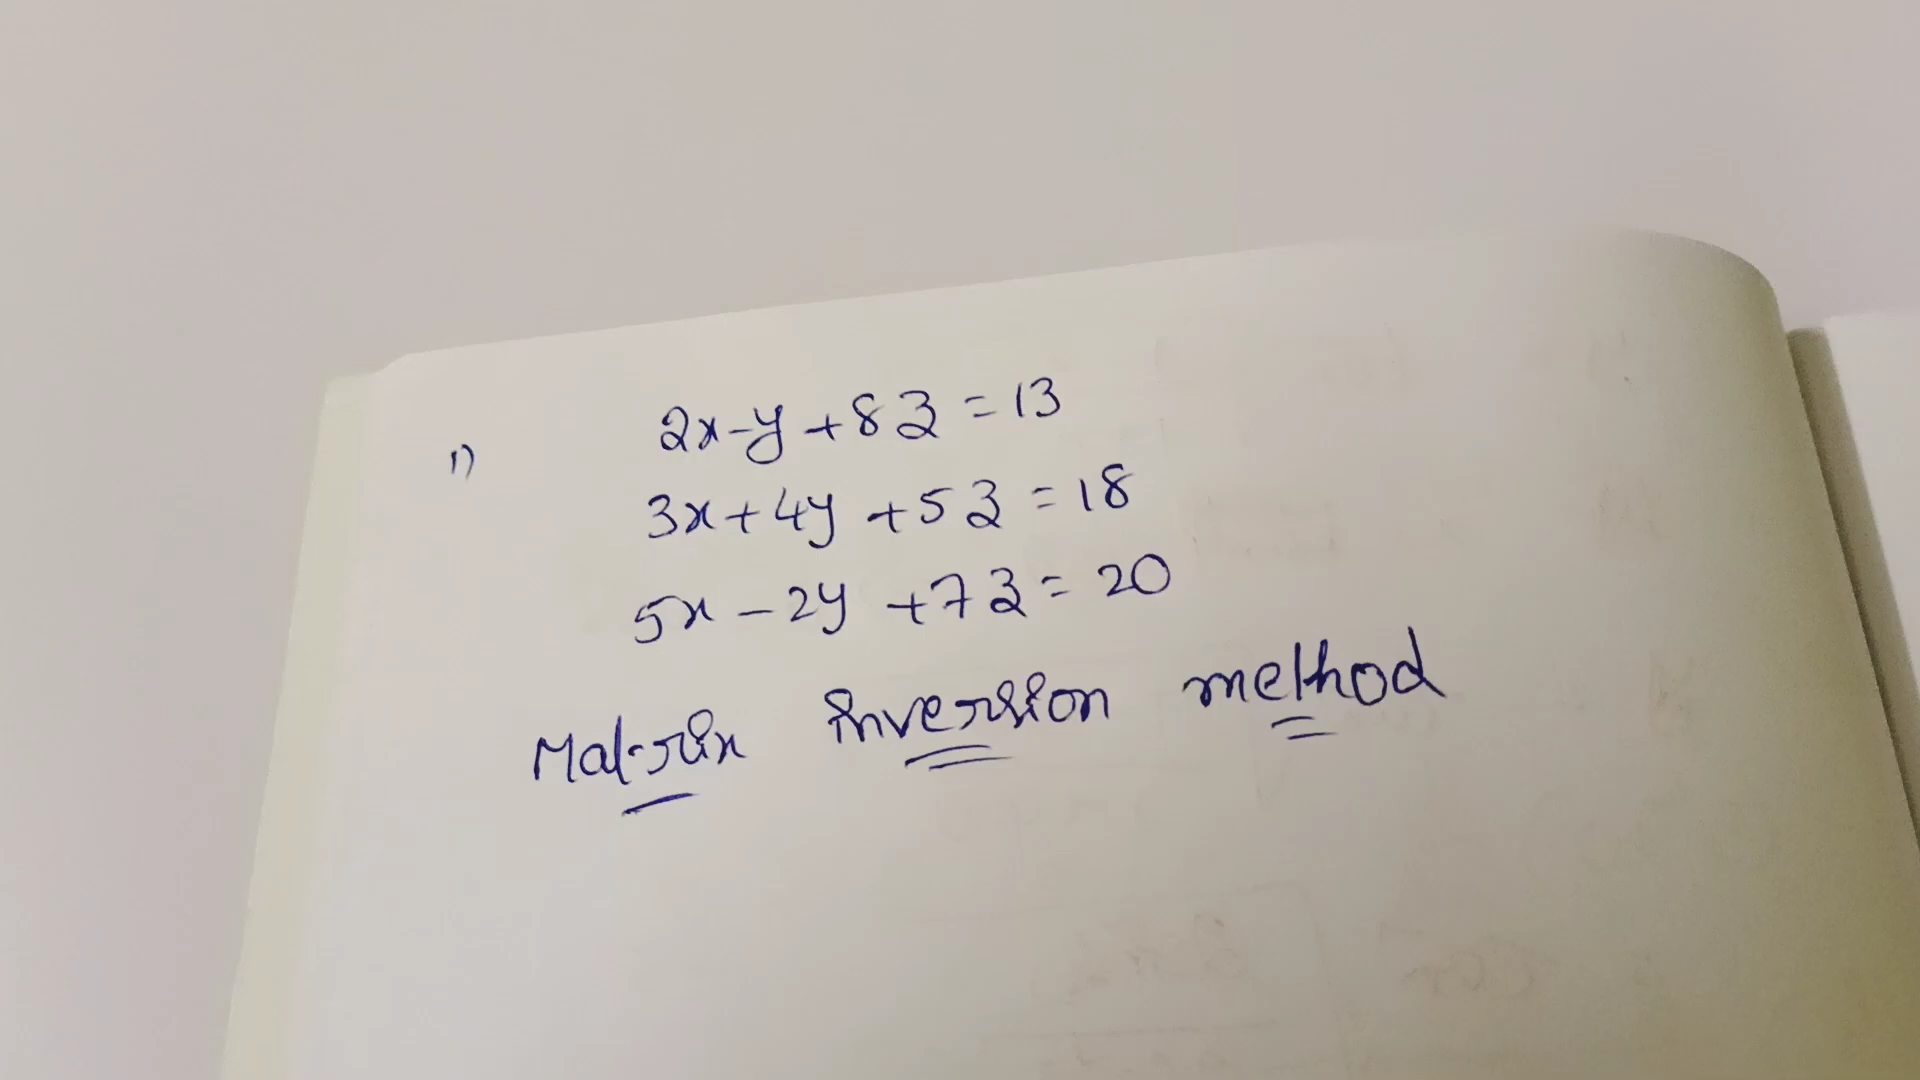 1) 2x-y+8z=13
3x+4y+5z=18
5x-2y+7z=20
Matrix inversion method